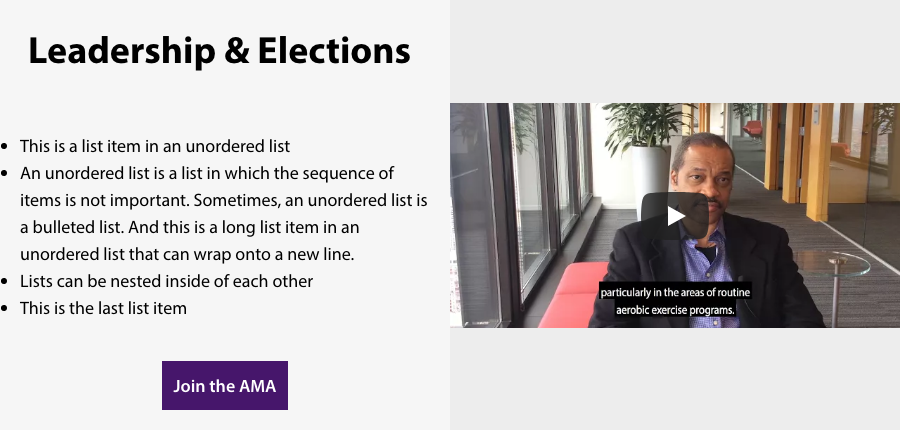 Leadership & Elections
This is a list item in an unordered list
An unordered list is a list in which the sequence of
items is not important. Sometimes, an unordered list is
a bulleted list. And this is a long list item in an
unordered list that can wrap onto a new line.
Lists can be nested inside of each other
This is the last list item
Join the AMA
particularly in the areas of routine
aerobic exercise programs.